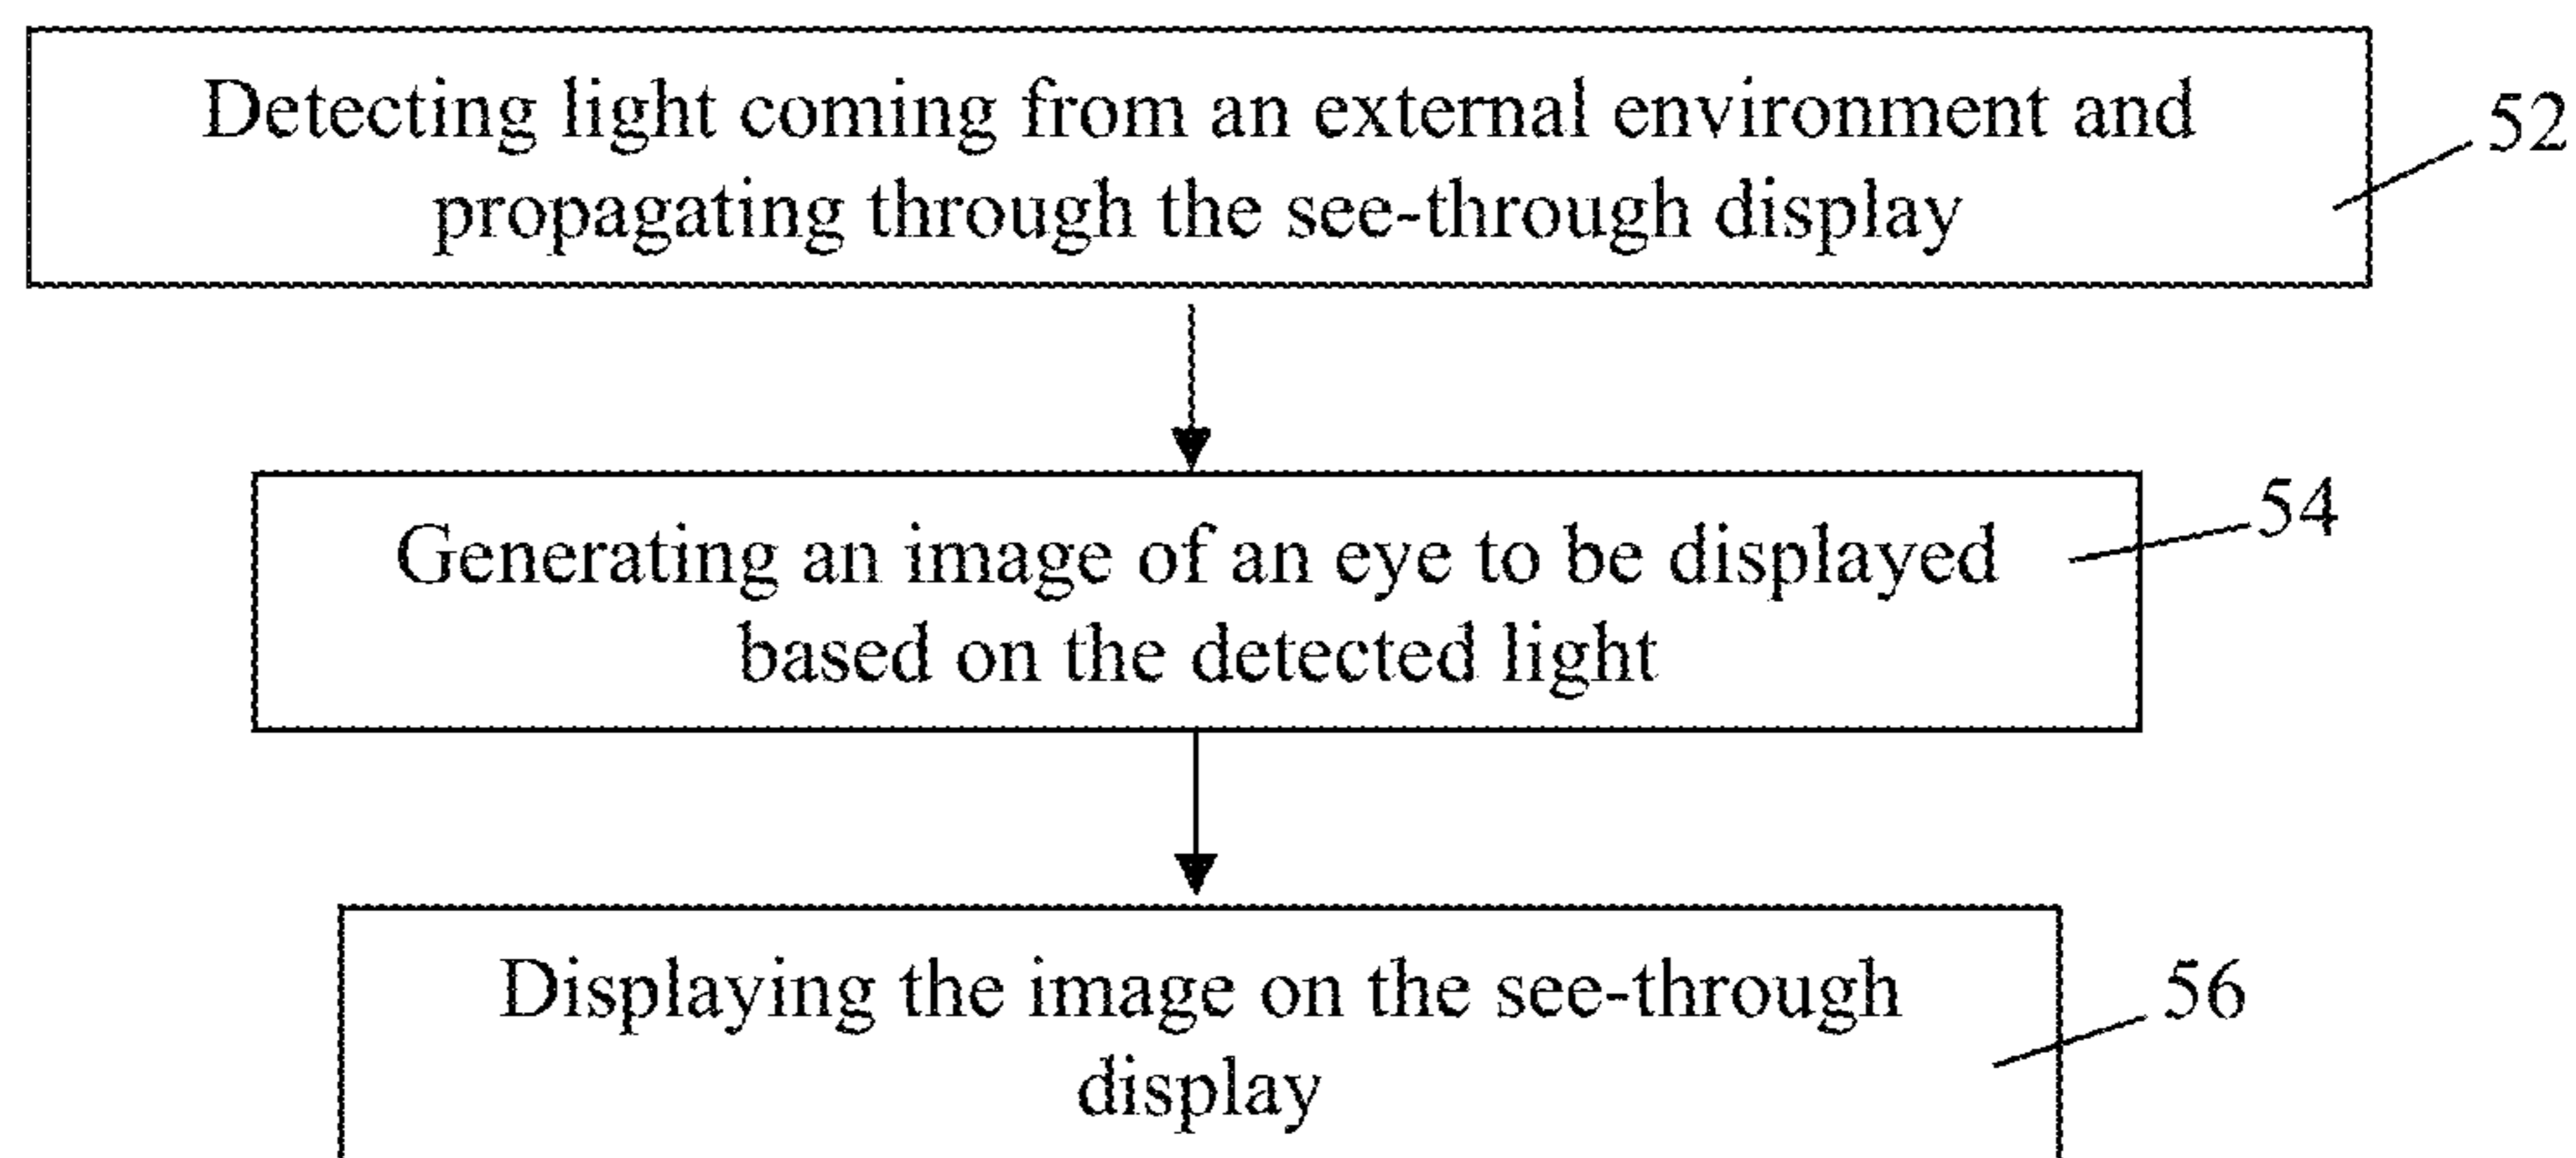 Detecting light coming from an external environment and
propagating through the see-through display
52
Generating an image of an eye to be displayed
based on the detected light
54
Displaying the image on the see-through
display
56